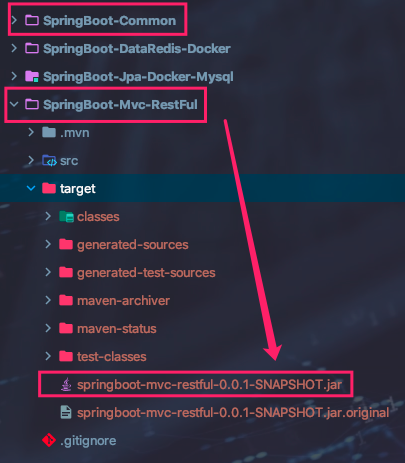 SpringBoot-Common
SpringBoot-DataRedis-Docker
SpringBoot-Jpa-Docker-Mysql
SpringBoot-Mvc-RestFul
.mvn
src
target
classes
generated-sources
generated-test-sources
maven-archiver
maven-status
test-classes
springboot-mvc-restful-0.0.1-SNAPSHOT.jar
springboot-mvc-restful-0.0.1-SNAPSHOT.jar.original
.gitignore